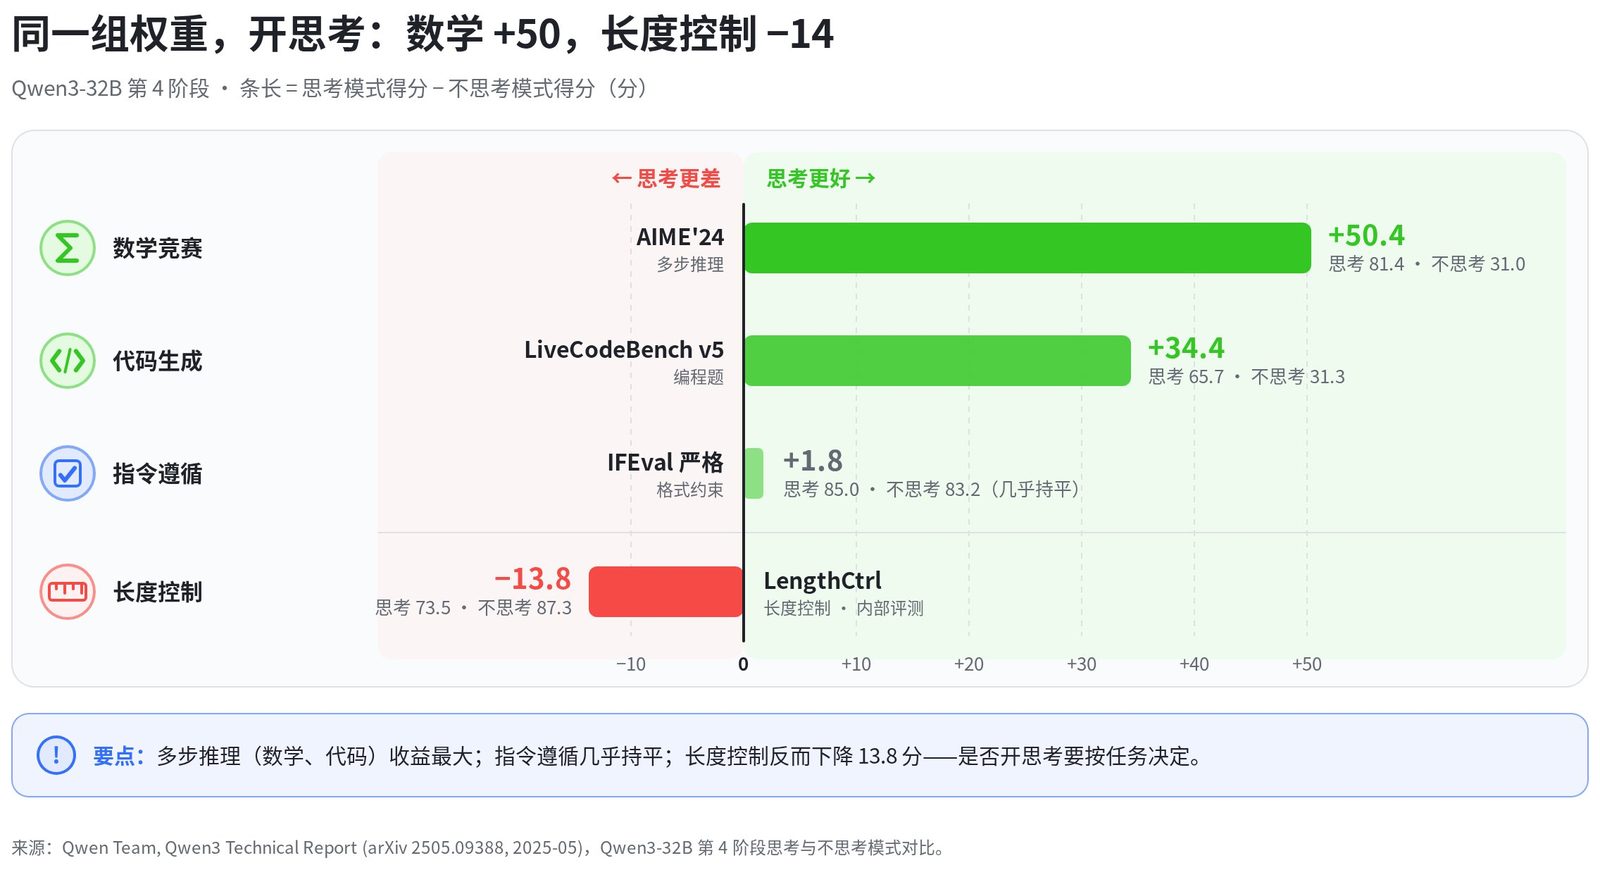 同一组权重，开思考：数学 +50，长度控制 −14
Qwen3-32B 第 4 阶段 · 条长 = 思考模式得分 − 不思考模式得分（分）
← 思考更差
思考更好 →
数学竞赛
AIME'24
多步推理
+50.4
思考 81.4 · 不思考 31.0
代码生成
LiveCodeBench v5
编程题
+34.4
思考 65.7 · 不思考 31.3
指令遵循
IFEval 严格
格式约束
+1.8
思考 85.0 · 不思考 83.2（几乎持平）
长度控制
−13.8
思考 73.5 · 不思考 87.3
LengthCtrl
长度控制 · 内部评测
−10 0 +10 +20 +30 +40 +50
要点：多步推理（数学、代码）收益最大；指令遵循几乎持平；长度控制反而下降 13.8 分——是否开思考要按任务决定。
来源：Qwen Team, Qwen3 Technical Report (arXiv 2505.09388, 2025-05)，Qwen3-32B 第 4 阶段思考与不思考模式对比。